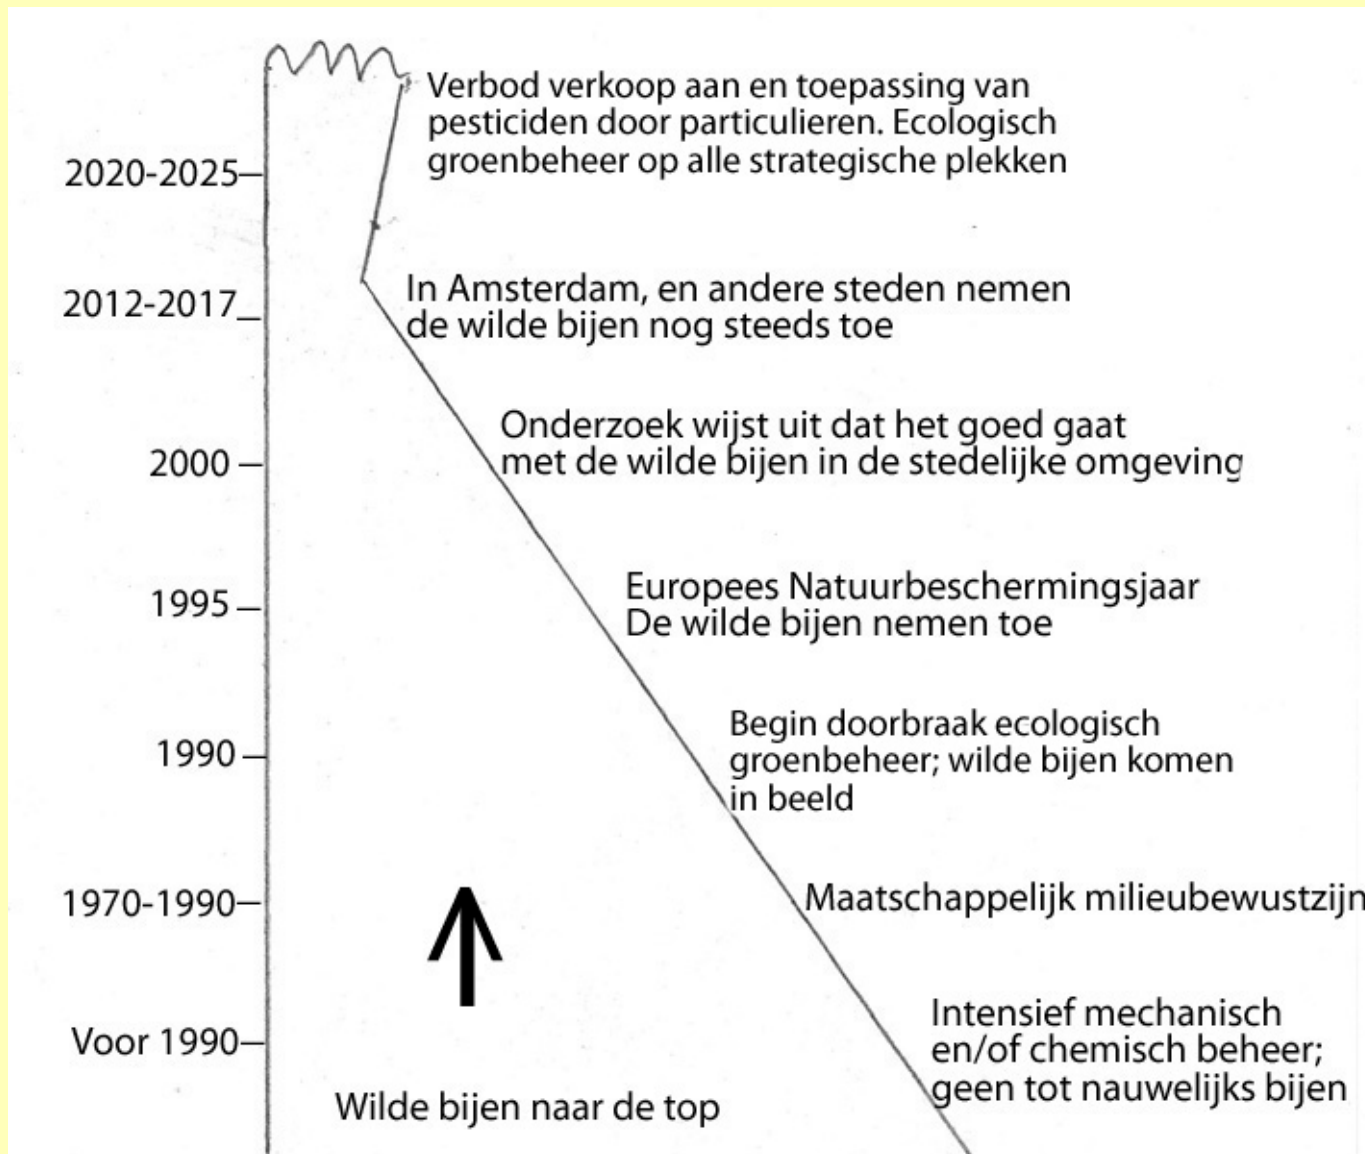 Verbod verkoop aan en toepassing van
pesticiden door particulieren. Ecologisch
groenbeheer op alle strategische plekken
2020-2025
In Amsterdam, en andere steden nemen
de wilde bijen nog steeds toe
2012-2017
Onderzoek wijst uit dat het goed gaat
met de wilde bijen in de stedelijke omgeving
2000
Europees Natuurbeschermingsjaar
De wilde bijen nemen toe
1995
Begin doorbraak ecologisch
groenbeheer; wilde bijen komen
in beeld
1990
Maatschappelijk milieubewustzijn
1970-1990
Intensief mechanisch
en/of chemisch beheer;
geen tot nauwelijks bijen
Voor 1990
Wilde bijen naar de top